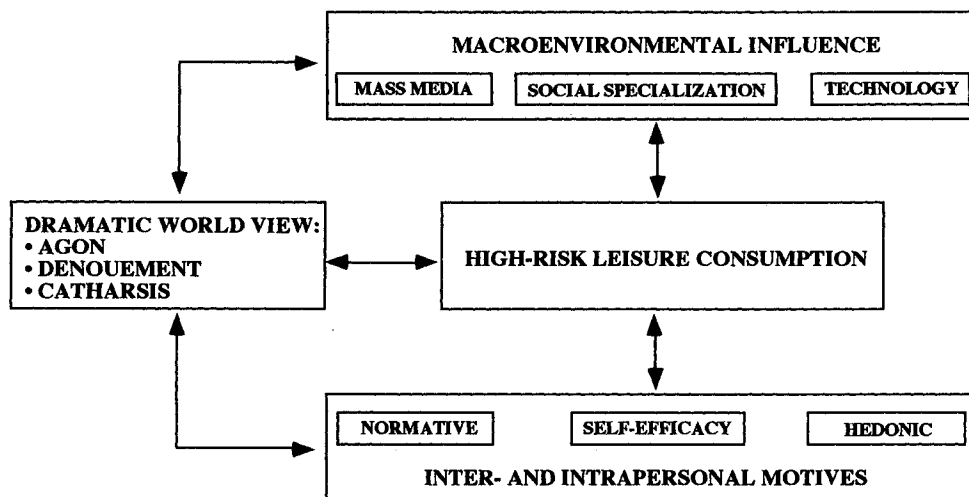 MACROENVIRONMENTAL INFLUENCE
MASS MEDIA
SOCIAL SPECIALIZATION
TECHNOLOGY
DRAMATIC WORLD VIEW:
• AGON
• DENOUEMENT
• CATHARSIS
HIGH-RISK LEISURE CONSUMPTION
NORMATIVE
SELF-EFFICACY
HEDONIC
INTER- AND INTRAPERSONAL MOTIVES